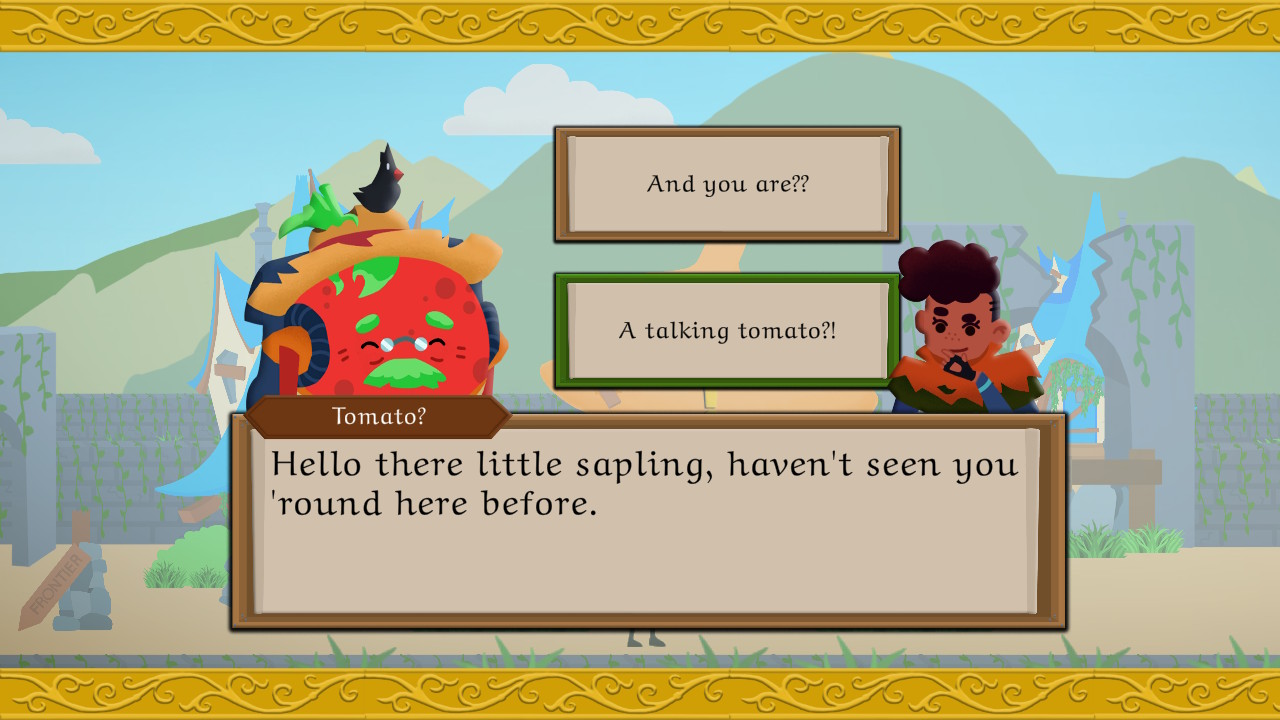 And you are??
A talking tomato?!
Tomato?
Hello there little sapling, haven't seen you
'round here before.
FRONTIER